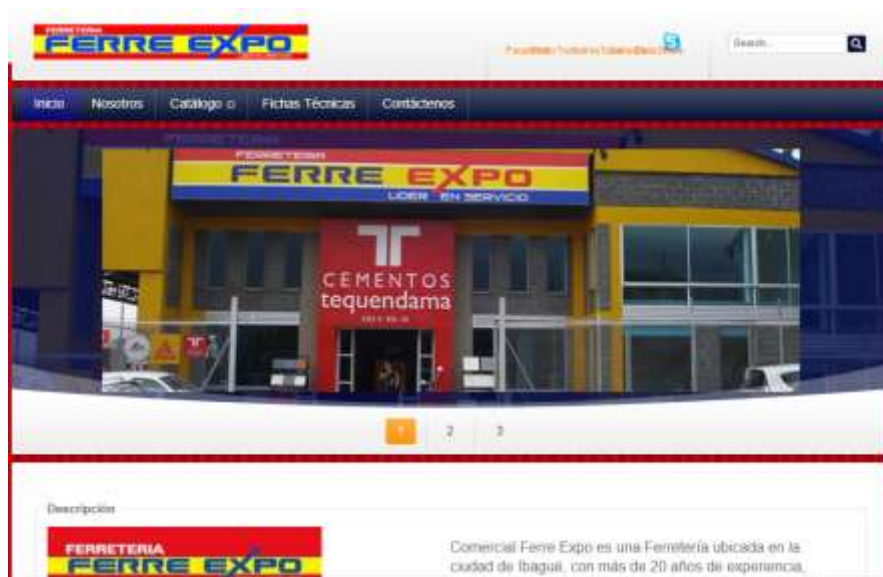 FERRETERIA
FERRE EXPO
Search...
Inicio Nosotros Catálogo Fichas Técnicas Contáctenos
FERRETERIA
FERRETERIA
FERRE EXPO
LIDER EN SERVICIO
CEMENTOS
tequendama
1 2 3
Descripción
FERRETERIA
FERRE EXPO
Comercial Ferre Expo es una Ferretería ubicada en la
ciudad de Ibagué, con más de 20 años de experiencia,